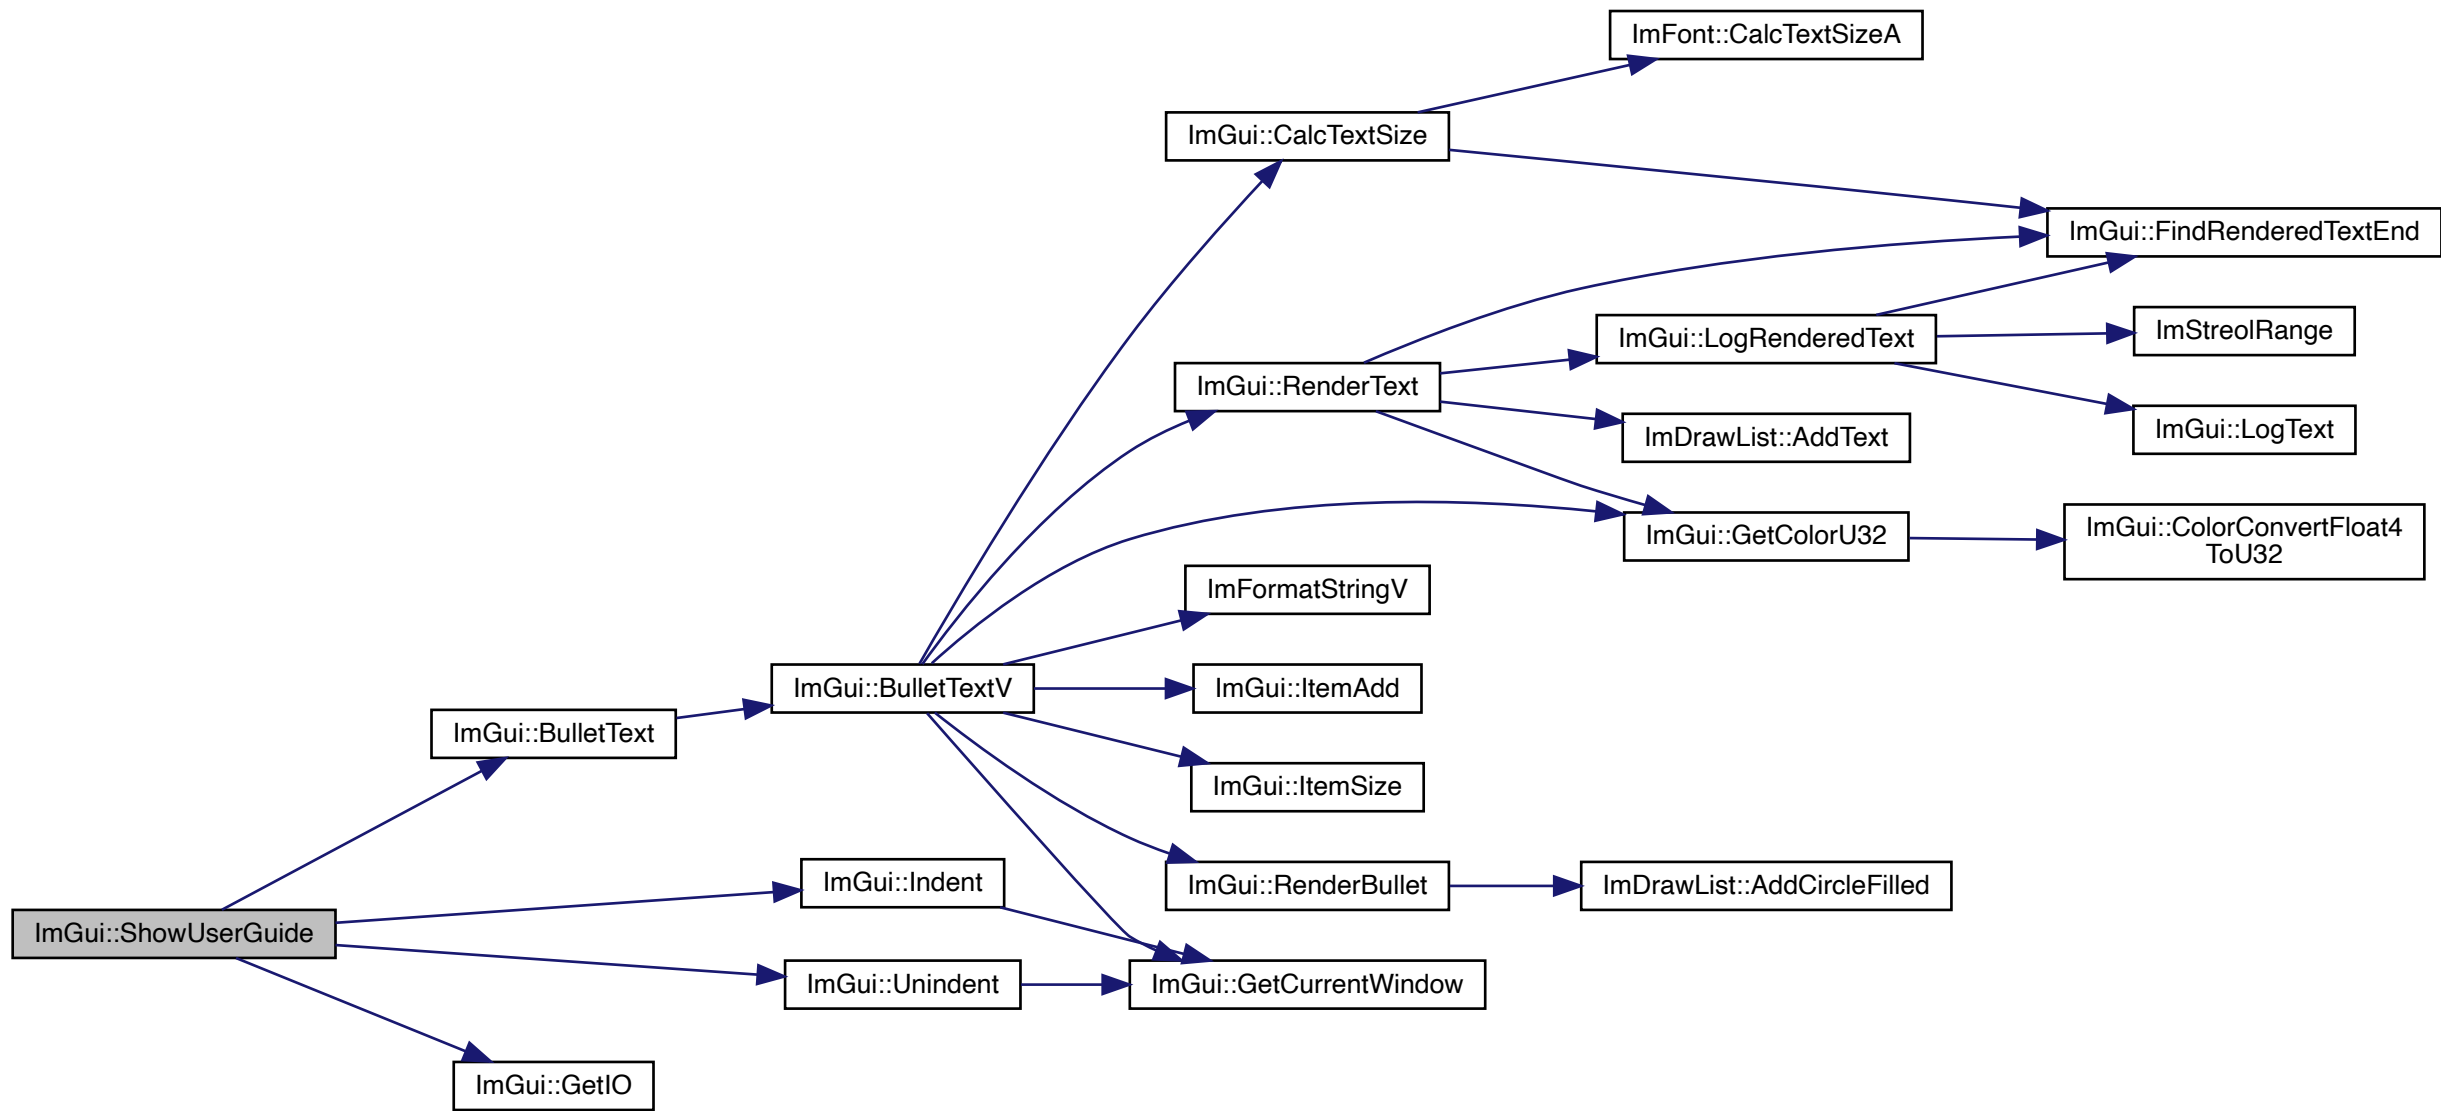 ImFont::CalcTextSizeA
ImGui::CalcTextSize
ImGui::FindRenderedTextEnd
ImGui::LogRenderedText
ImStreolRange
ImGui::RenderText
ImDrawList::AddText
ImGui::LogText
ImGui::GetColorU32
ImGui::ColorConvertFloat4
ToU32
ImFormatStringV
ImGui::BulletTextV
ImGui::ItemAdd
ImGui::BulletText
ImGui::ItemSize
ImGui::Indent
ImGui::RenderBullet
ImDrawList::AddCircleFilled
ImGui::ShowUserGuide
ImGui::Unindent
ImGui::GetCurrentWindow
ImGui::GetIO